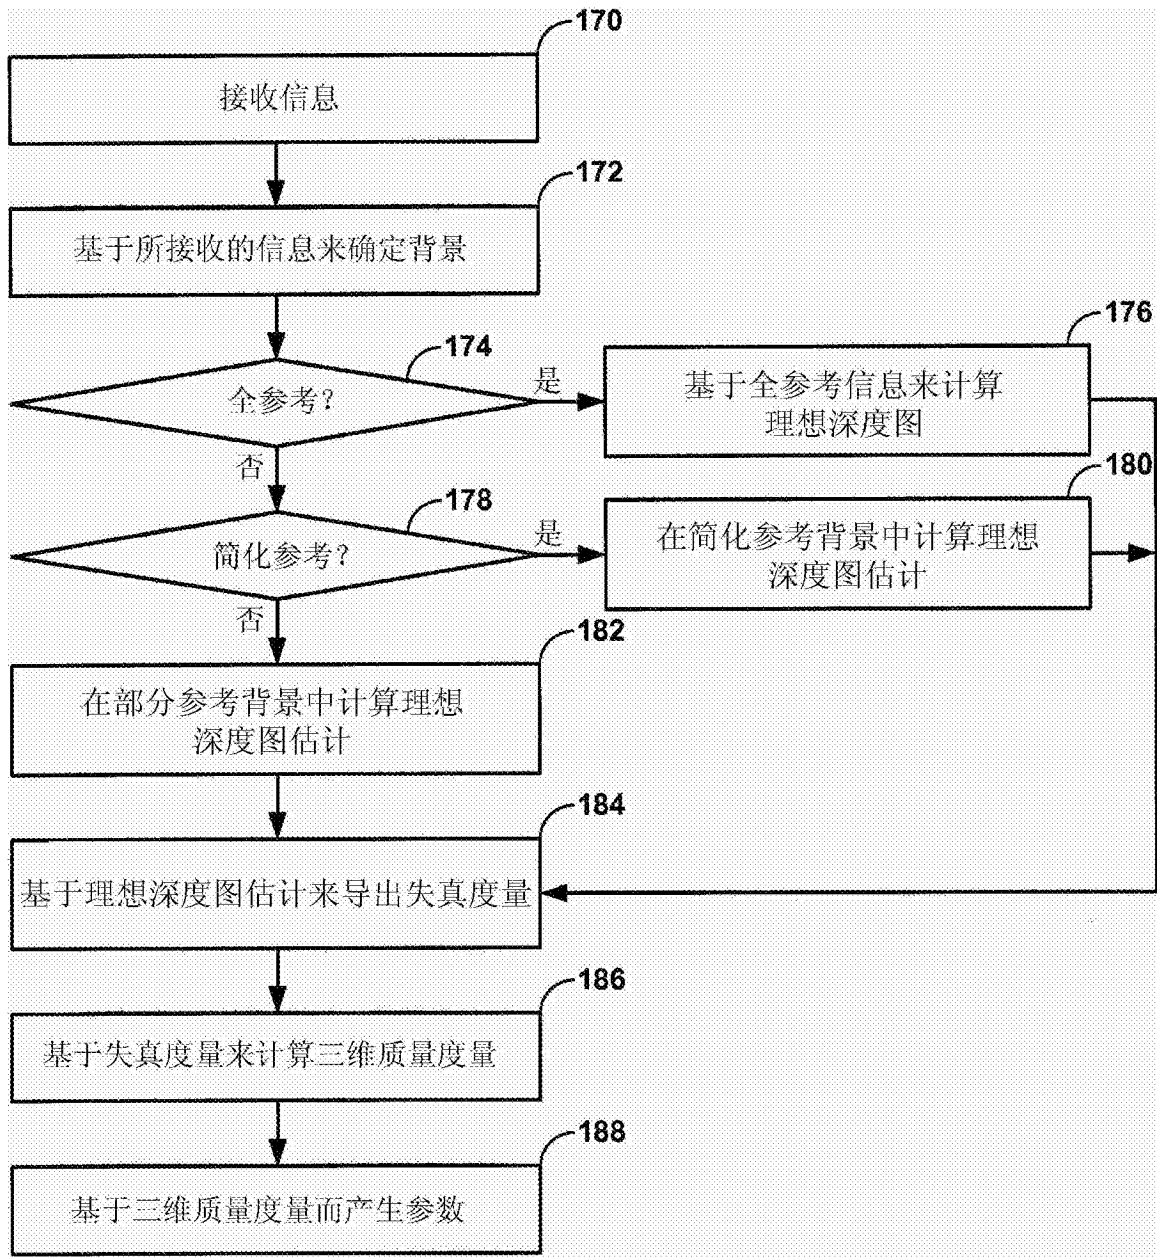 170
接收信息
172
基于所接收的信息来确定背景
174
全参考？
是
176
基于全参考信息来计算
理想深度图
否
178
简化参考？
是
180
在简化参考背景中计算理想
深度图估计
否
182
在部分参考背景中计算理想
深度图估计
184
基于理想深度图估计来导出失真度量
186
基于失真度量来计算三维质量度量
188
基于三维质量度量而产生参数